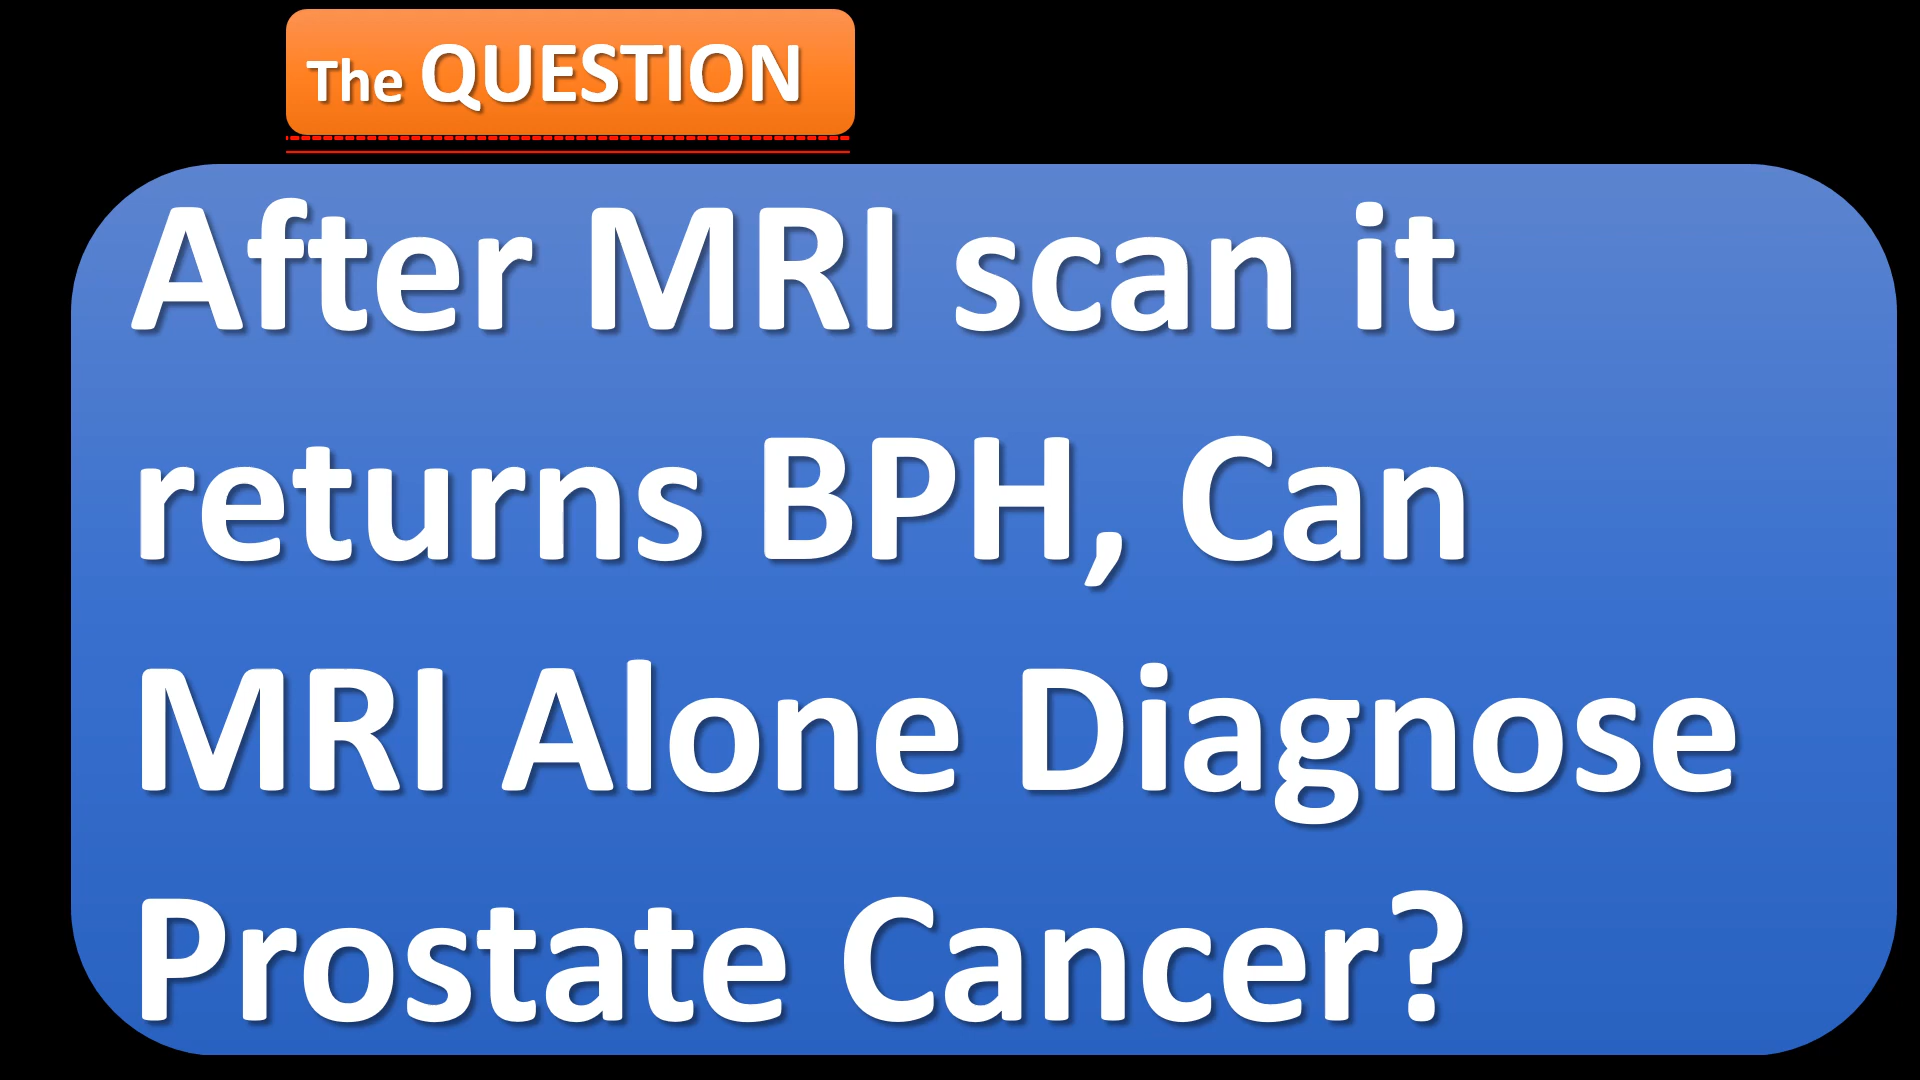 The QUESTION
After MRI scan it
returns BPH, Can
MRI Alone Diagnose
Prostate Cancer?